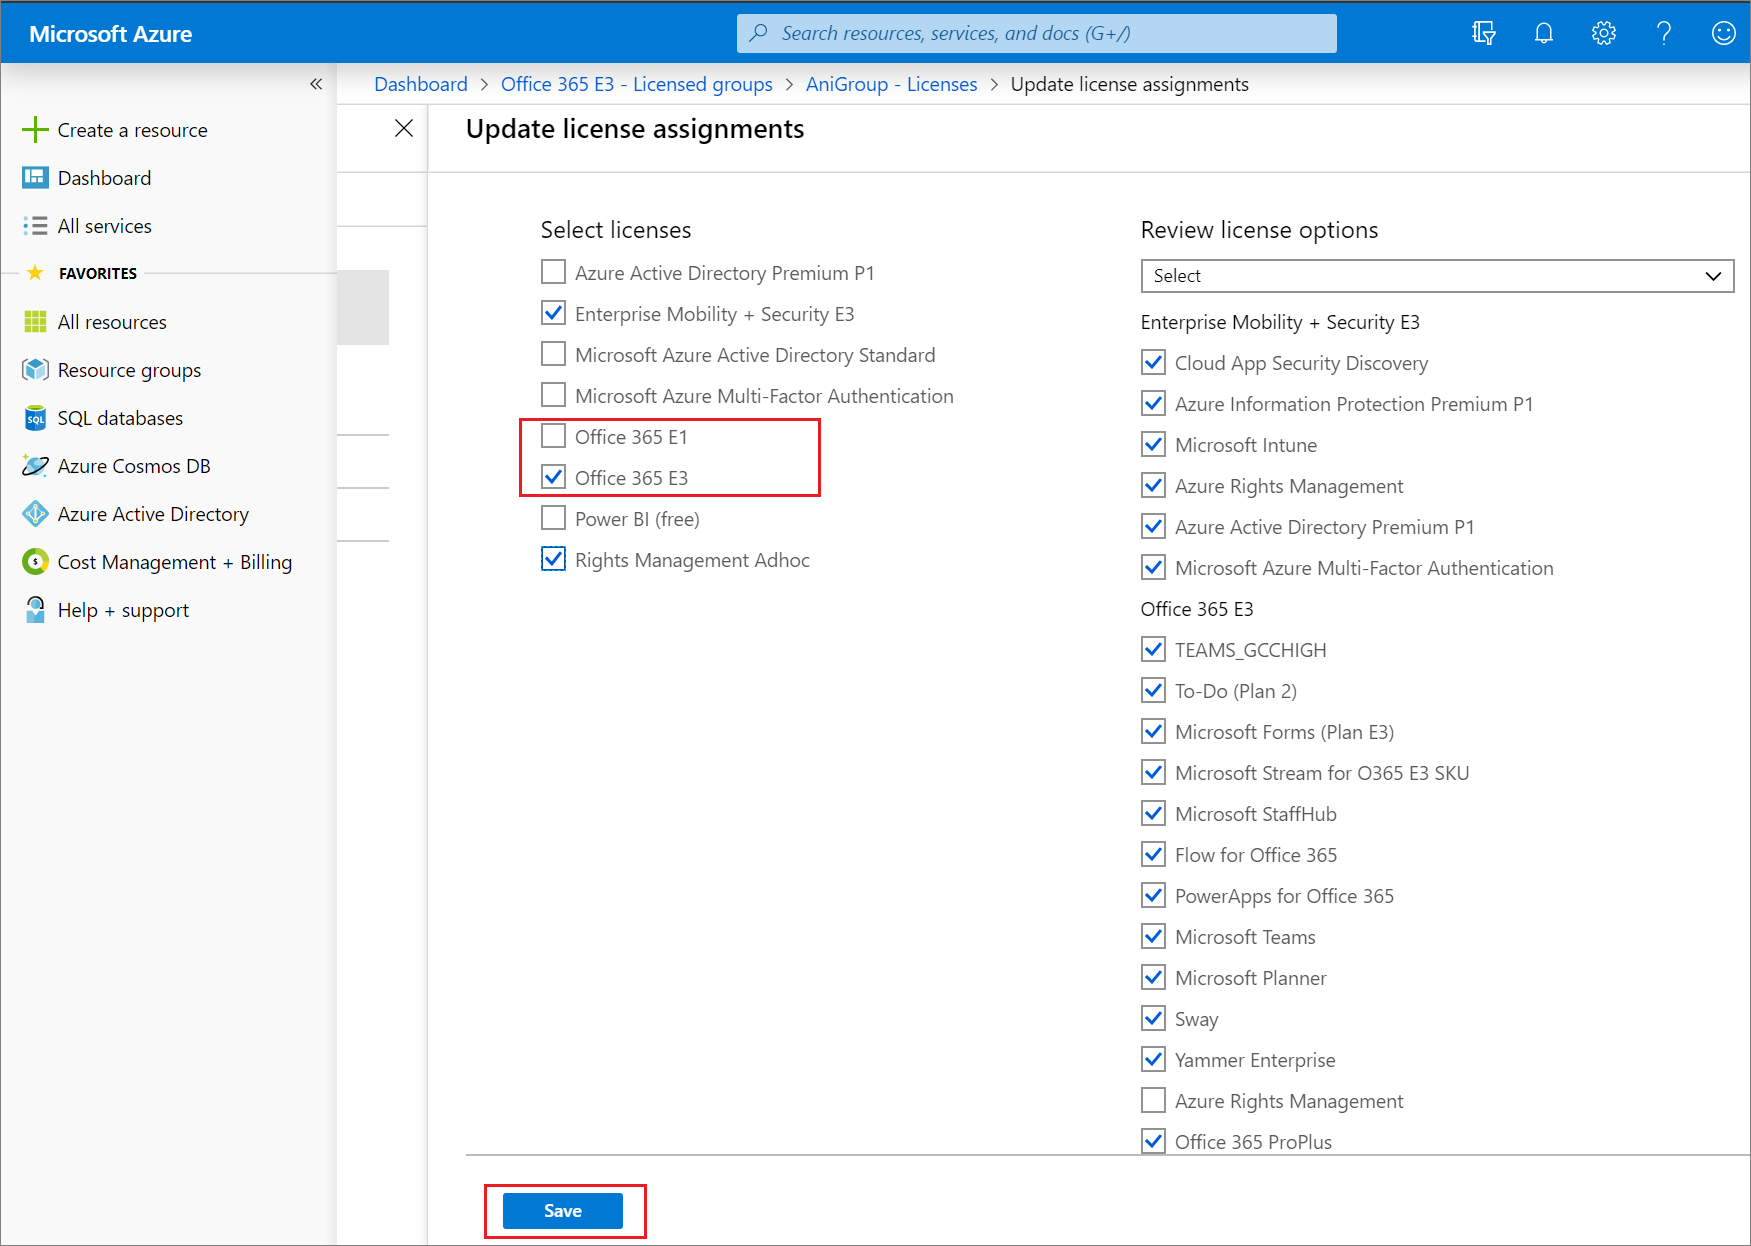 Microsoft Azure
Search resources, services, and docs (G+/)
«
Create a resource
Dashboard
All services
FAVORITES
All resources
Resource groups
SQL
SQL databases
Azure Cosmos DB
Azure Active Directory
$
Cost Management + Billing
Help + support
Dashboard > Office 365 E3 - Licensed groups > AniGroup - Licenses > Update license assignments
Update license assignments
Select licenses
Azure Active Directory Premium P1
Enterprise Mobility + Security E3
Microsoft Azure Active Directory Standard
Microsoft Azure Multi-Factor Authentication
Office 365 E1
Office 365 E3
Power BI (free)
Rights Management Adhoc
Review license options
Select
Enterprise Mobility + Security E3
Cloud App Security Discovery
Azure Information Protection Premium P1
Microsoft Intune
Azure Rights Management
Azure Active Directory Premium P1
Microsoft Azure Multi-Factor Authentication
Office 365 E3
TEAMS_GCCHIGH
To-Do (Plan 2)
Microsoft Forms (Plan E3)
Microsoft Stream for O365 E3 SKU
Microsoft StaffHub
Flow for Office 365
PowerApps for Office 365
Microsoft Teams
Microsoft Planner
Sway
Yammer Enterprise
Azure Rights Management
Office 365 ProPlus
Save